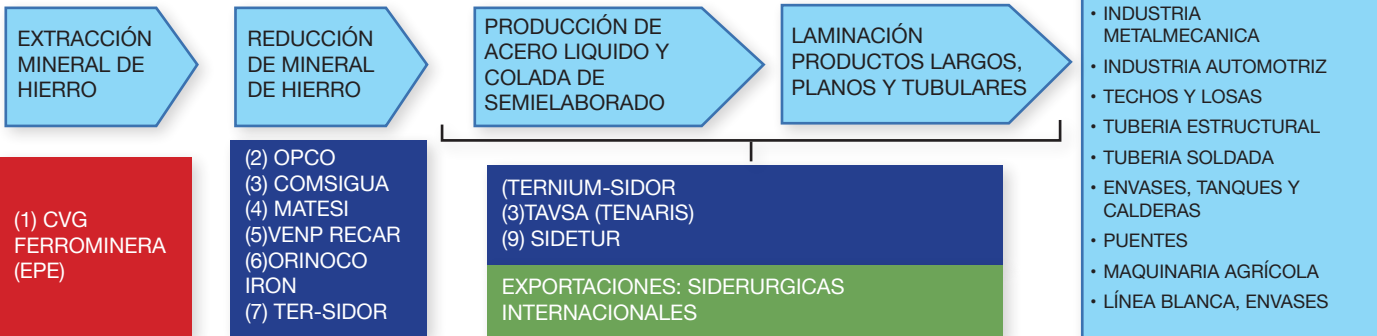 EXTRACCIÓN
MINERAL DE
HIERRO
REDUCCIÓN
DE MINERAL
DE HIERRO
PRODUCCIÓN DE
ACERO LIQUIDO Y
COLADA DE
SEMIELABORADO
LAMINACIÓN
PRODUCTOS LARGOS,
PLANOS Y TUBULARES
• INDUSTRIA
METALMECANICA
• INDUSTRIA AUTOMOTRIZ
• TECHOS Y LOSAS
• TUBERIA ESTRUCTURAL
• TUBERIA SOLDADA
• ENVASES, TANQUES Y
CALDERAS
• PUENTES
• MAQUINARIA AGRÍCOLA
• LÍNEA BLANCA, ENVASES
(1) CVG
FERROMINERA
(EPE)
(2) OPCO
(3) COMSIGUA
(4) MATESI
(5)VENP RECAR
(6)ORINOCO
IRON
(7) TER-SIDOR
(TERNIUM-SIDOR
(3)TAVSA (TENARIS)
(9) SIDETUR
EXPORTACIONES: SIDERURGICAS
INTERNACIONALES